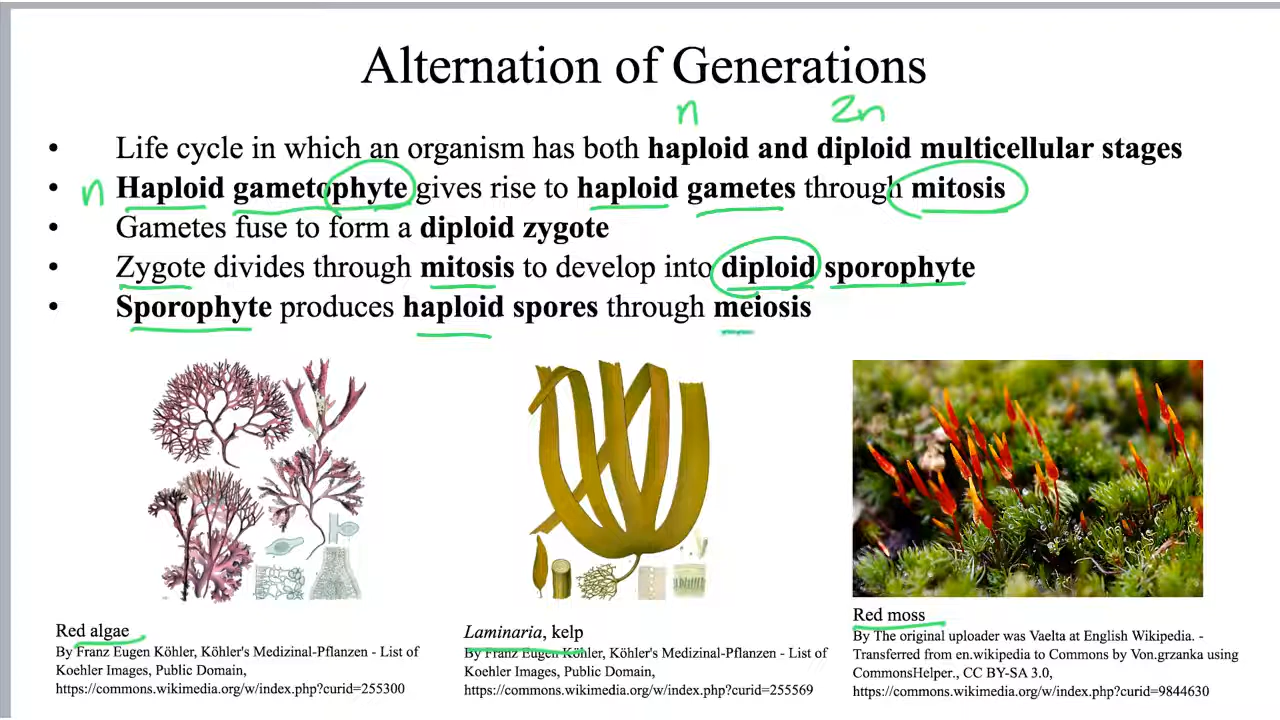 Alternation of Generations
n 2n
• Life cycle in which an organism has both haploid and diploid multicellular stages
n • Haploid gametophyte gives rise to haploid gametes through mitosis
• Gametes fuse to form a diploid zygote
• Zygote divides through mitosis to develop into diploid sporophyte
• Sporophyte produces haploid spores through meiosis
Red algae
By Franz Eugen Köhler, Köhler's Medizinal-Pflanzen - List of
Koehler Images, Public Domain,
https://commons.wikimedia.org/w/index.php?curid=255300
Laminaria, kelp
By Franz Eugen Köhler, Köhler's Medizinal-Pflanzen - List of
Koehler Images, Public Domain,
https://commons.wikimedia.org/w/index.php?curid=255569
Red moss
By The original uploader was Vaelta at English Wikipedia. -
Transferred from en.wikipedia to Commons by Von.grzanka using
CommonsHelper., CC BY-SA 3.0,
https://commons.wikimedia.org/w/index.php?curid=9844630